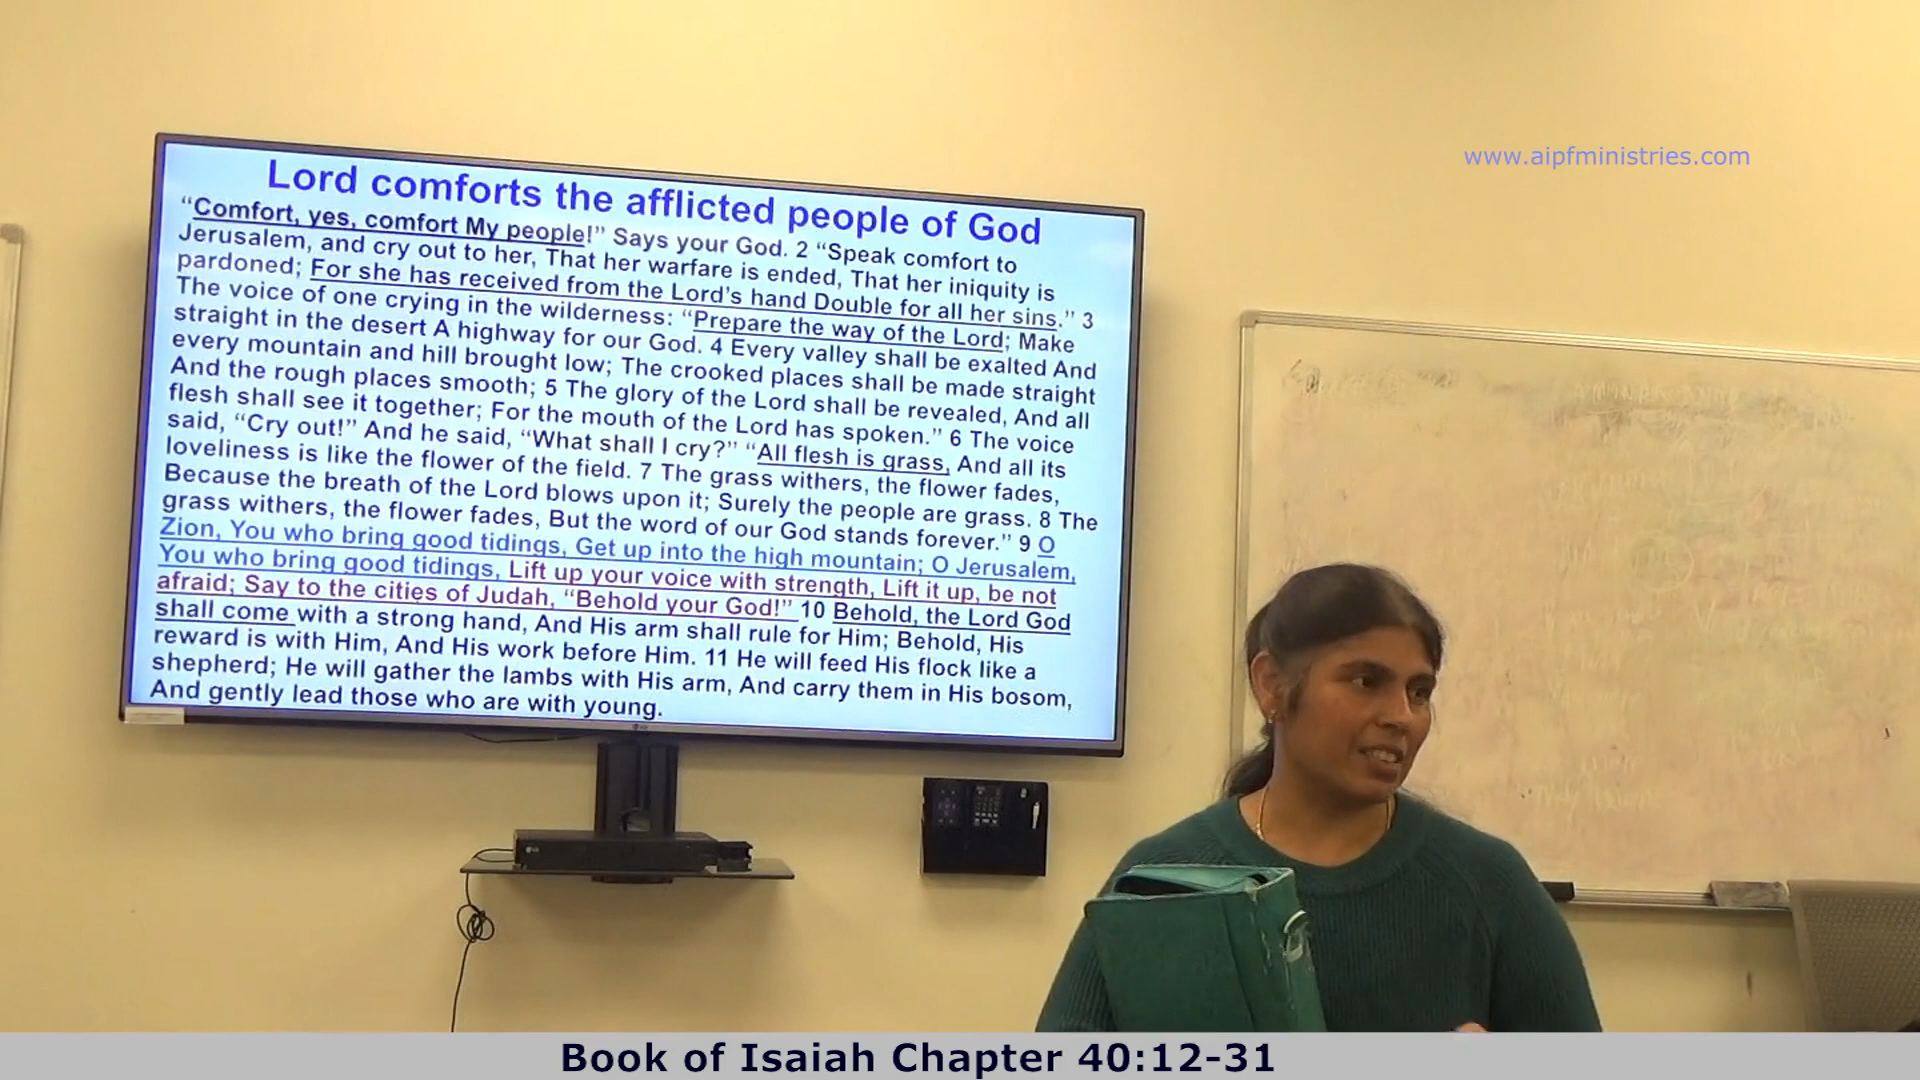 www.aipfministries.com
Lord comforts the afflicted people of God
“Comfort, yes, comfort My people!” Says your God. 2 “Speak comfort to
Jerusalem, and cry out to her, That her warfare is ended, That her iniquity is
pardoned; For she has received from the Lord’s hand Double for all her sins.” 3
The voice of one crying in the wilderness: “Prepare the way of the Lord; Make
straight in the desert A highway for our God. 4 Every valley shall be exalted And
every mountain and hill brought low; The crooked places shall be made straight
And the rough places smooth; 5 The glory of the Lord shall be revealed, And all
flesh shall see it together; For the mouth of the Lord has spoken.” 6 The voice
said, “Cry out!” And he said, “What shall I cry?” “All flesh is grass, And all its
loveliness is like the flower of the field. 7 The grass withers, the flower fades,
Because the breath of the Lord blows upon it; Surely the people are grass. 8 The
grass withers, the flower fades, But the word of our God stands forever.” 9 O
Zion, You who bring good tidings, Get up into the high mountain; O Jerusalem,
You who bring good tidings, Lift up your voice with strength, Lift it up, be not
afraid; Say to the cities of Judah, “Behold your God!” 10 Behold, the Lord God
shall come with a strong hand, And His arm shall rule for Him; Behold, His
reward is with Him, And His work before Him. 11 He will feed His flock like a
shepherd; He will gather the lambs with His arm, And carry them in His bosom,
And gently lead those who are with young.
Book of Isaiah Chapter 40:12-31